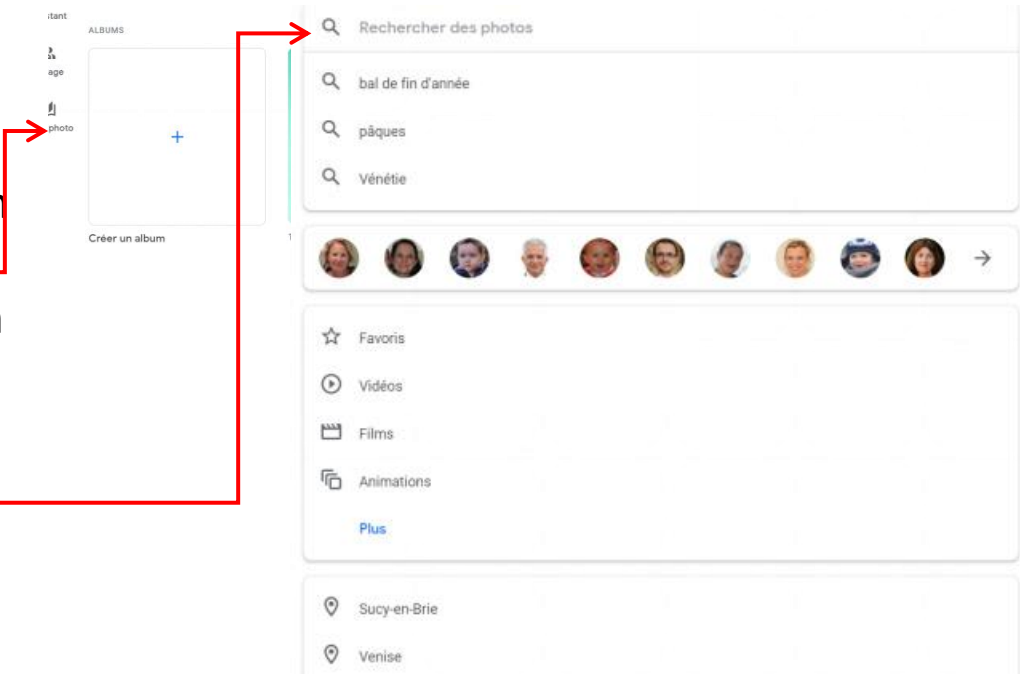 ALBUMS
photo
Créer un album
Rechercher des photos
bal de fin d'année
pâques
Vénétie
Favoris
Vidéos
Films
Animations
Plus
Sucy-en-Brie
Venise